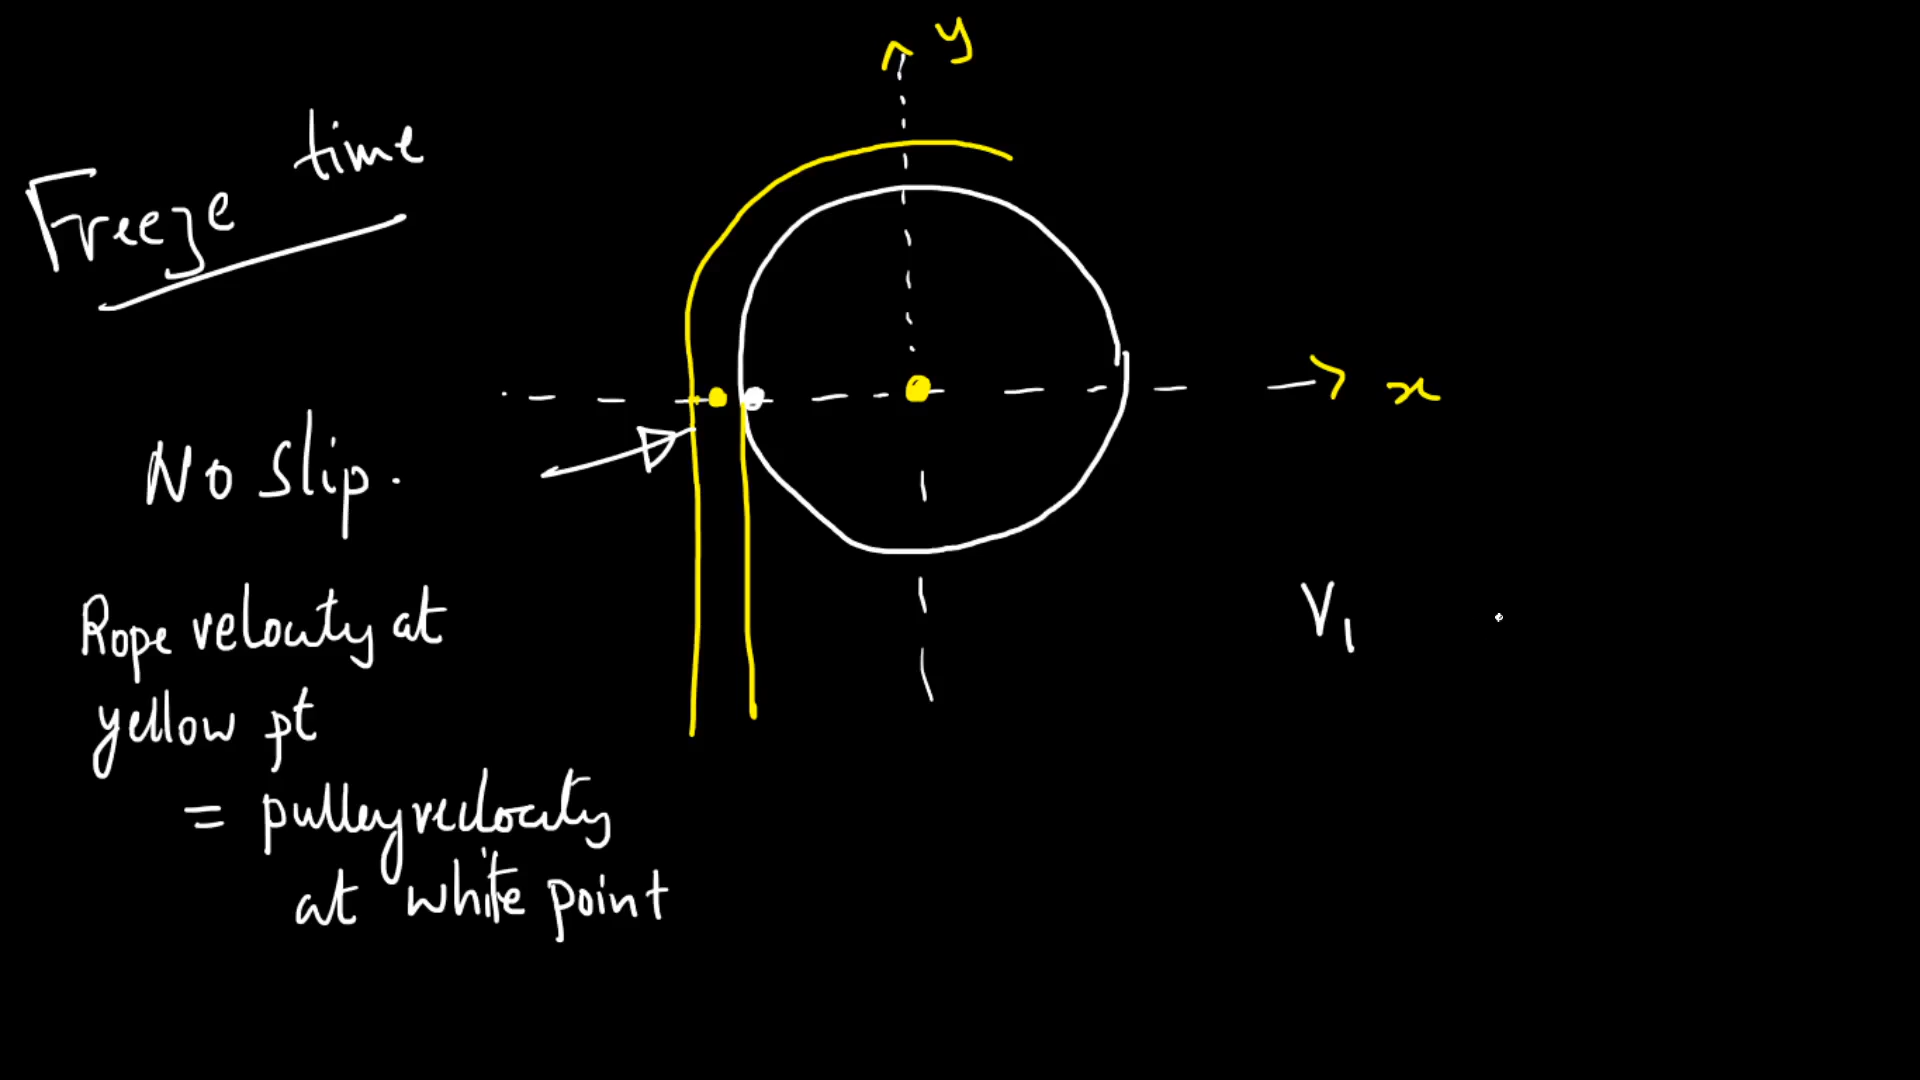 y
Freeze time
x
No Slip.
Rope velocity at
yellow pt
= pulley velocity
at white point
V1